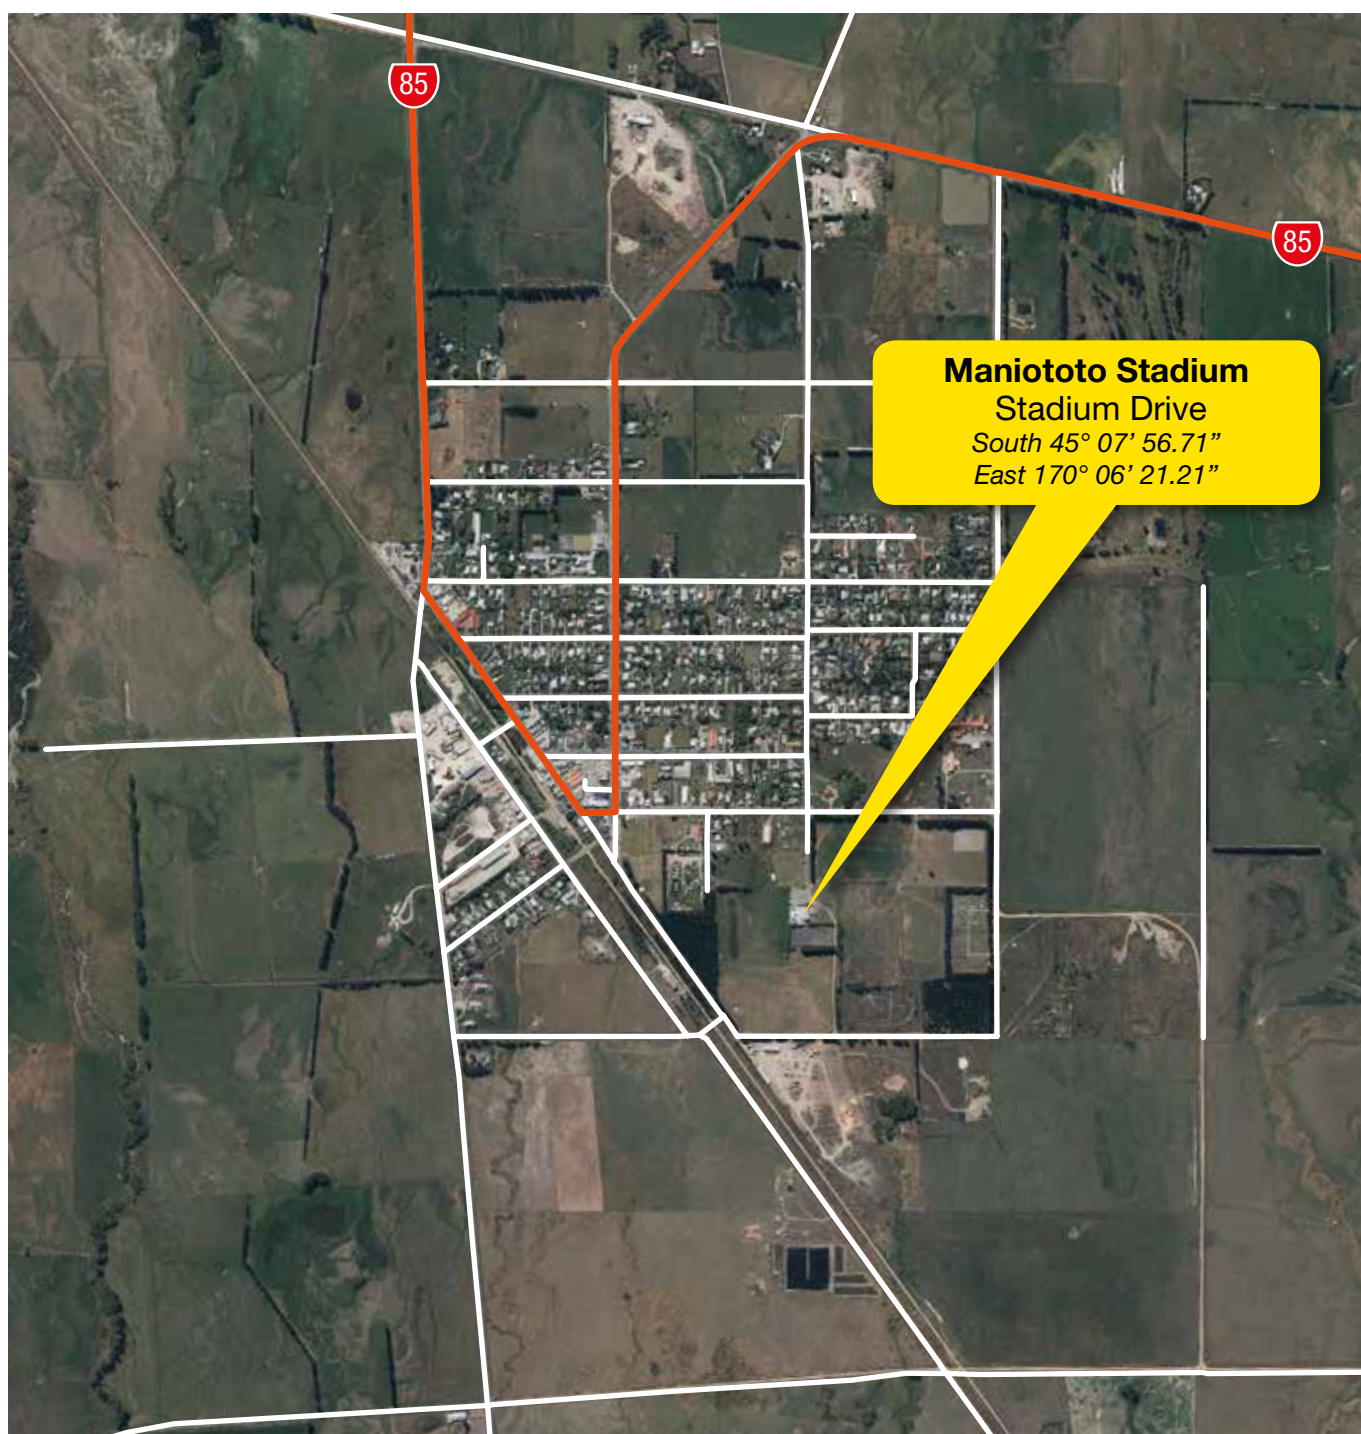 85
85
Maniototo Stadium
Stadium Drive
South 45° 07’ 56.71”
East 170° 06’ 21.21”